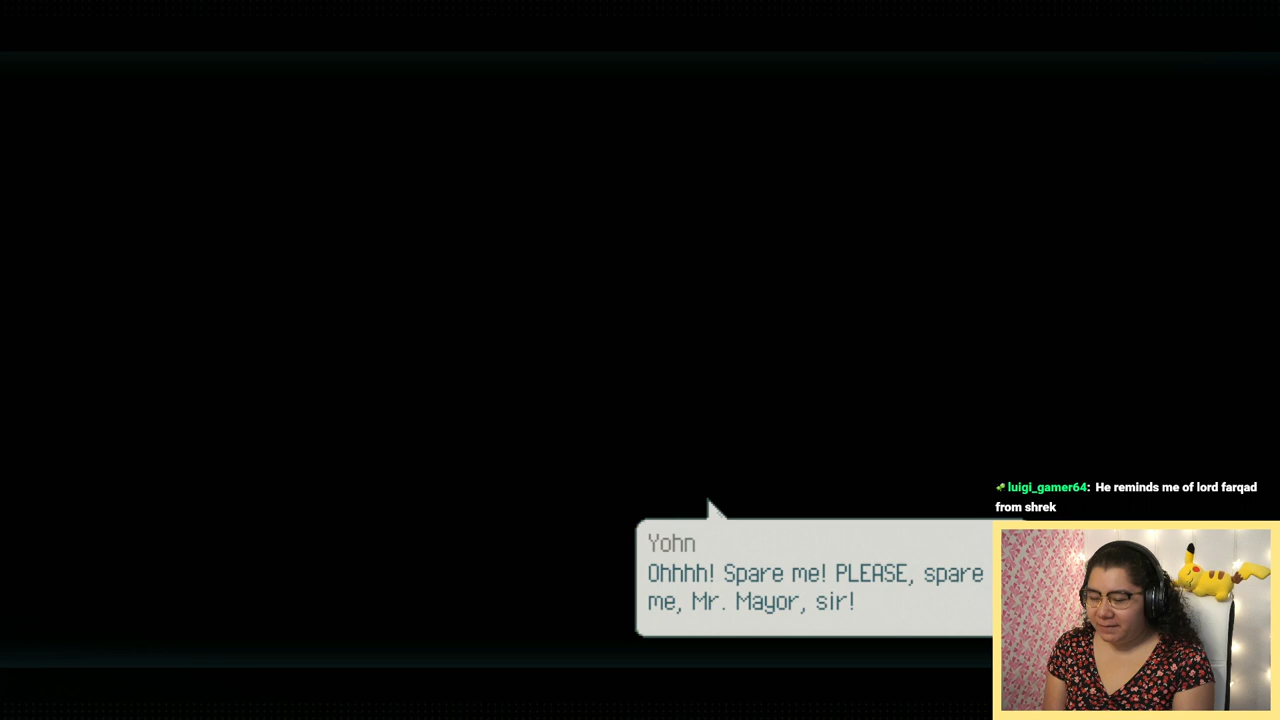 luigi_gamer64: He reminds me of lord farqad
from shrek
Yohn
Ohhhh! Spare me! PLEASE, spare
me, Mr. Mayor, sir!